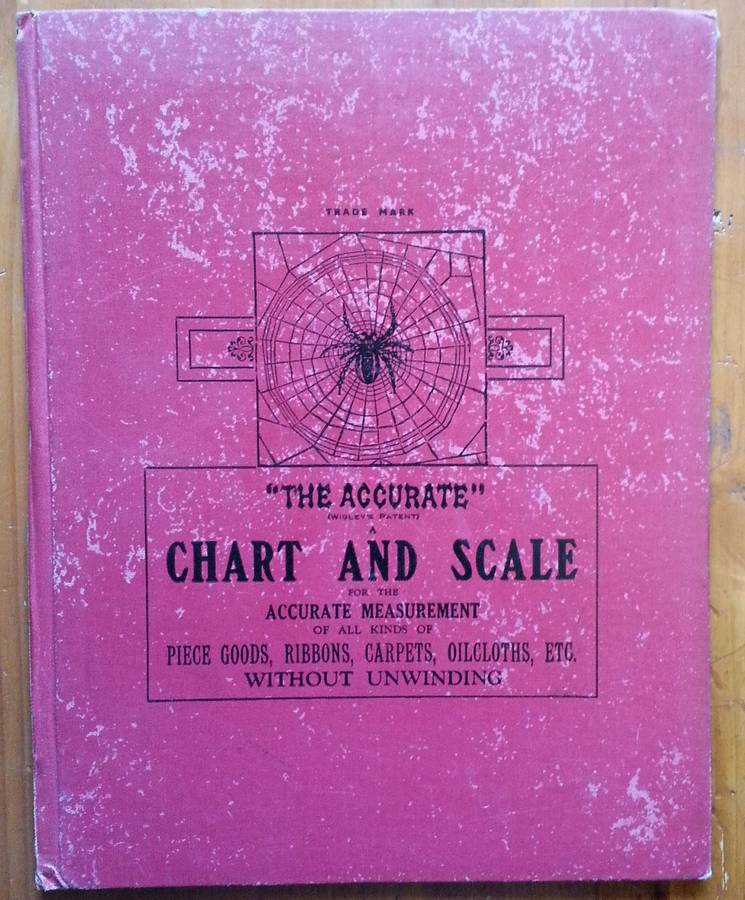 TRADE MARK
"THE ACCURATE"
(WIGLEY'S PATENT)
A
CHART AND SCALE
FOR THE
ACCURATE MEASUREMENT
OF ALL KINDS OF
PIECE GOODS, RIBBONS, CARPETS, OILCLOTHS, ETC.
WITHOUT UNWINDING